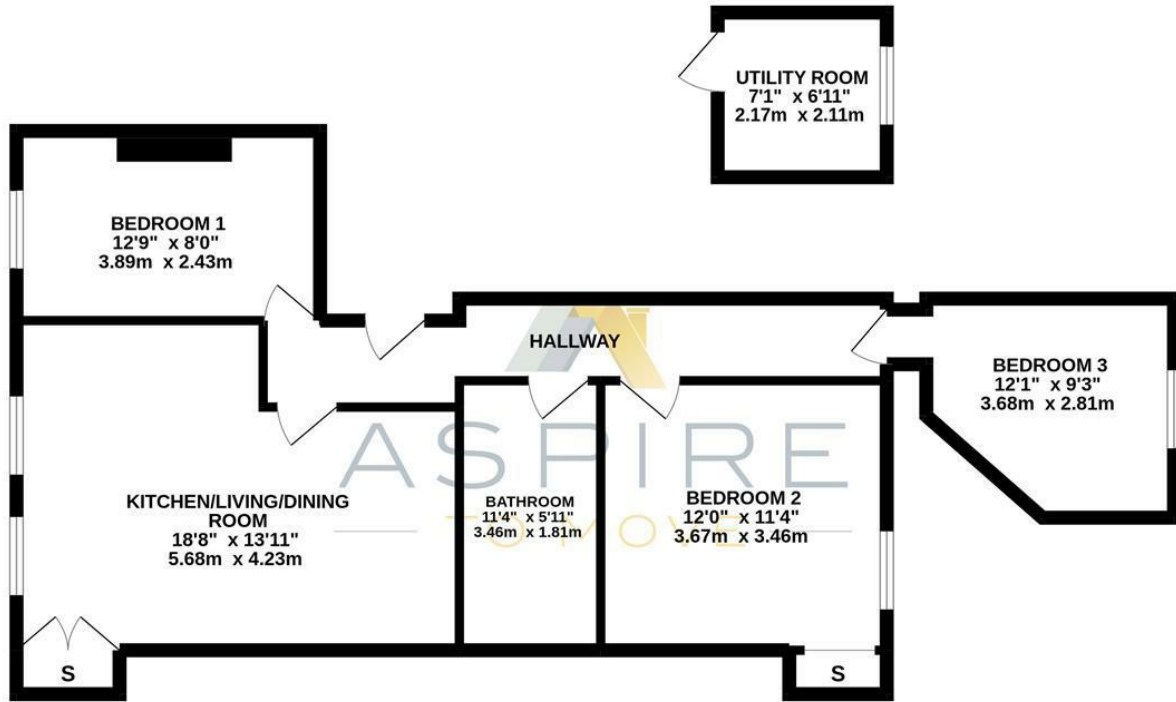 UTILITY ROOM
7'1" x 6'11"
2.17m x 2.11m
BEDROOM 1
12'9" x 8'0"
3.89m x 2.43m
HALLWAY
BEDROOM 3
12'1" x 9'3"
3.68m x 2.81m
ASPIRE
TO MOVE
KITCHEN/LIVING/DINING
ROOM
18'8" x 13'11"
5.68m x 4.23m
BATHROOM
11'4" x 5'11"
3.46m x 1.81m
BEDROOM 2
12'0" x 11'4"
3.67m x 3.46m
S
S